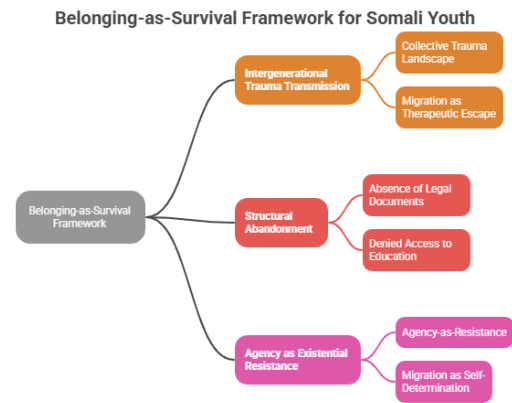 Belonging-as-Survival Framework for Somali Youth
Belonging-as-Survival
Framework
Intergenerational
Trauma Transmission
Collective Trauma
Landscape
Migration as
Therapeutic Escape
Structural
Abandonment
Absence of Legal
Documents
Denied Access to
Education
Agency as Existential
Resistance
Agency-as-Resistance
Migration as Self-
Determination